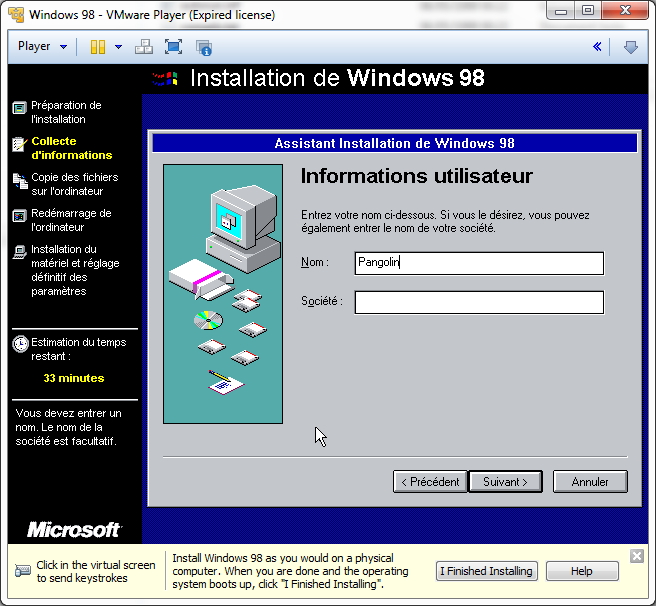 Windows 98 - VMware Player (Expired license)
Player
Installation de Windows 98
Préparation de
l'installation
Collecte
d'informations
Copie des fichiers
sur l'ordinateur
Redémarrage de
l'ordinateur
Installation du
matériel et réglage
définitif des
paramètres
Estimation du temps
restant :
33 minutes
Vous devez entrer un
nom. Le nom de la
société est facultatif.
Microsoft
Assistant Installation de Windows 98
Informations utilisateur
Entrez votre nom ci-dessous. Si vous le désirez, vous pouvez
également entrer le nom de votre société.
Nom :
Pangolin
Société :
< Précédent
Suivant >
Annuler
Click in the virtual screen
to send keystrokes
Install Windows 98 as you would on a physical
computer. When you are done and the operating
system boots up, click "I Finished Installing".
I Finished Installing
Help